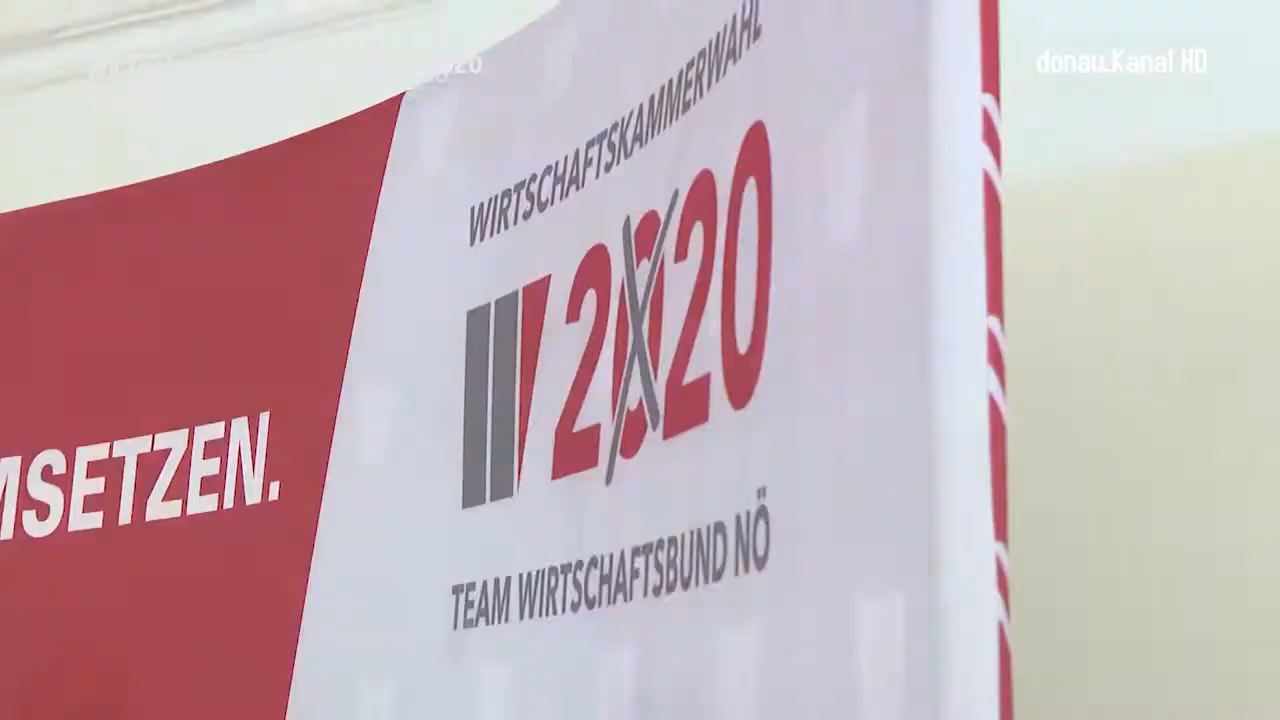 donau.Kanal HD
WIRTSCHAFTSKAMMERWAHL
2020
MSETZEN.
TEAM WIRTSCHAFTSBUND NÖ